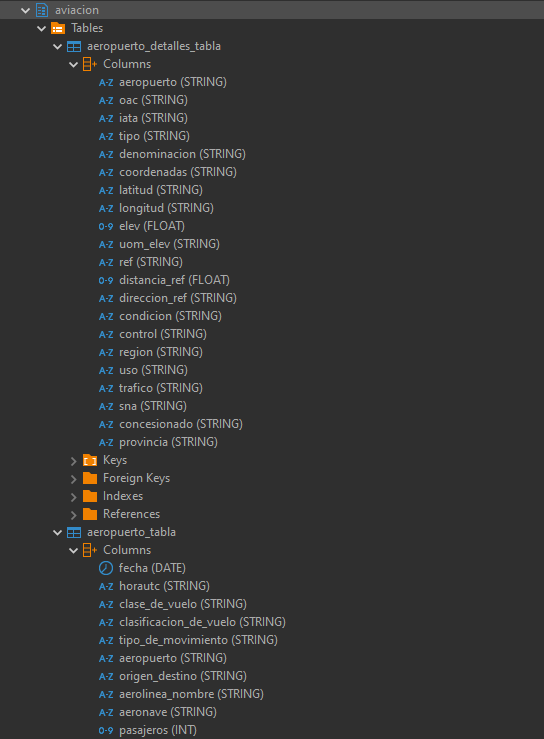 aviacion
Tables
aeropuerto_detalles_tabla
Columns
A-Z aeropuerto (STRING)
A-Z oac (STRING)
A-Z iata (STRING)
A-Z tipo (STRING)
A-Z denominacion (STRING)
A-Z coordenadas (STRING)
A-Z latitud (STRING)
A-Z longitud (STRING)
0-9 elev (FLOAT)
A-Z uom_elev (STRING)
A-Z ref (STRING)
0-9 distancia_ref (FLOAT)
A-Z direccion_ref (STRING)
A-Z condicion (STRING)
A-Z control (STRING)
A-Z region (STRING)
A-Z uso (STRING)
A-Z trafico (STRING)
A-Z sna (STRING)
A-Z concesionado (STRING)
A-Z provincia (STRING)
Keys
Foreign Keys
Indexes
References
aeropuerto_tabla
Columns
fecha (DATE)
A-Z horautc (STRING)
A-Z clase_de_vuelo (STRING)
A-Z clasificacion_de_vuelo (STRING)
A-Z tipo_de_movimiento (STRING)
A-Z aeropuerto (STRING)
A-Z origen_destino (STRING)
A-Z aerolinea_nombre (STRING)
A-Z aeronave (STRING)
0-9 pasajeros (INT)